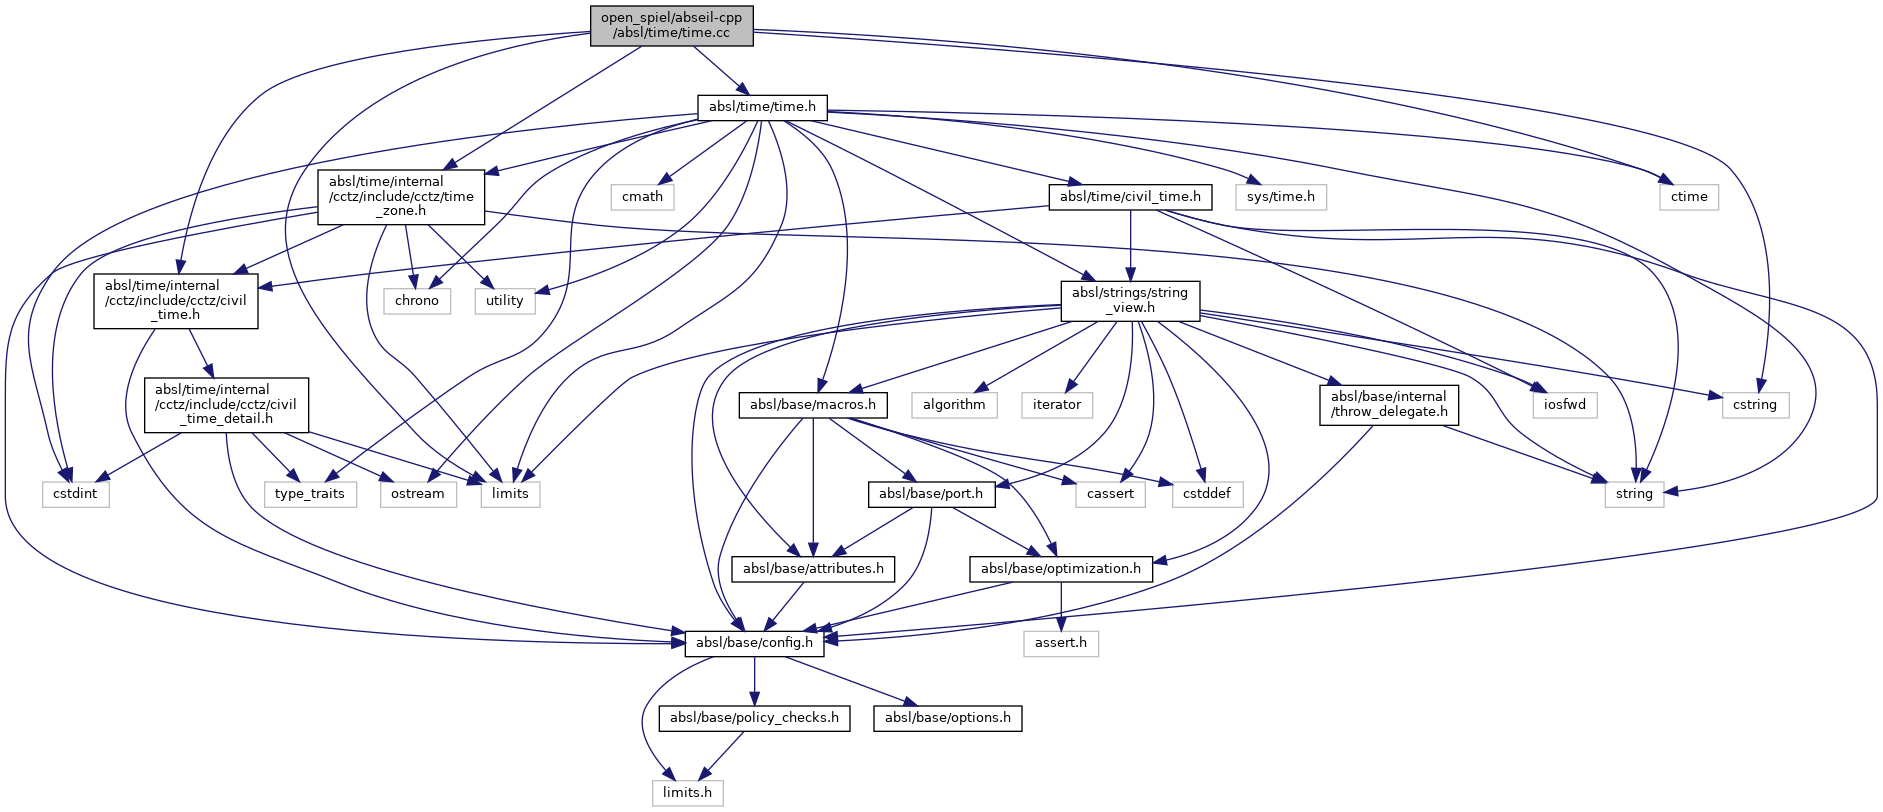 open_spiel/abseil-cpp
/absl/time/time.cc
absl/time/time.h
absl/time/internal
/cctz/include/cctz/time
_zone.h
cmath
absl/time/civil_time.h
sys/time.h
ctime
absl/time/internal
/cctz/include/cctz/civil
_time.h
chrono
utility
absl/strings/string
_view.h
absl/time/internal
/cctz/include/cctz/civil
_time_detail.h
absl/base/macros.h
algorithm
iterator
absl/base/internal
/throw_delegate.h
iosfwd
cstring
cstdint
type_traits
ostream
limits
absl/base/port.h
cassert
cstddef
string
absl/base/attributes.h
absl/base/optimization.h
absl/base/config.h
assert.h
absl/base/policy_checks.h
absl/base/options.h
limits.h